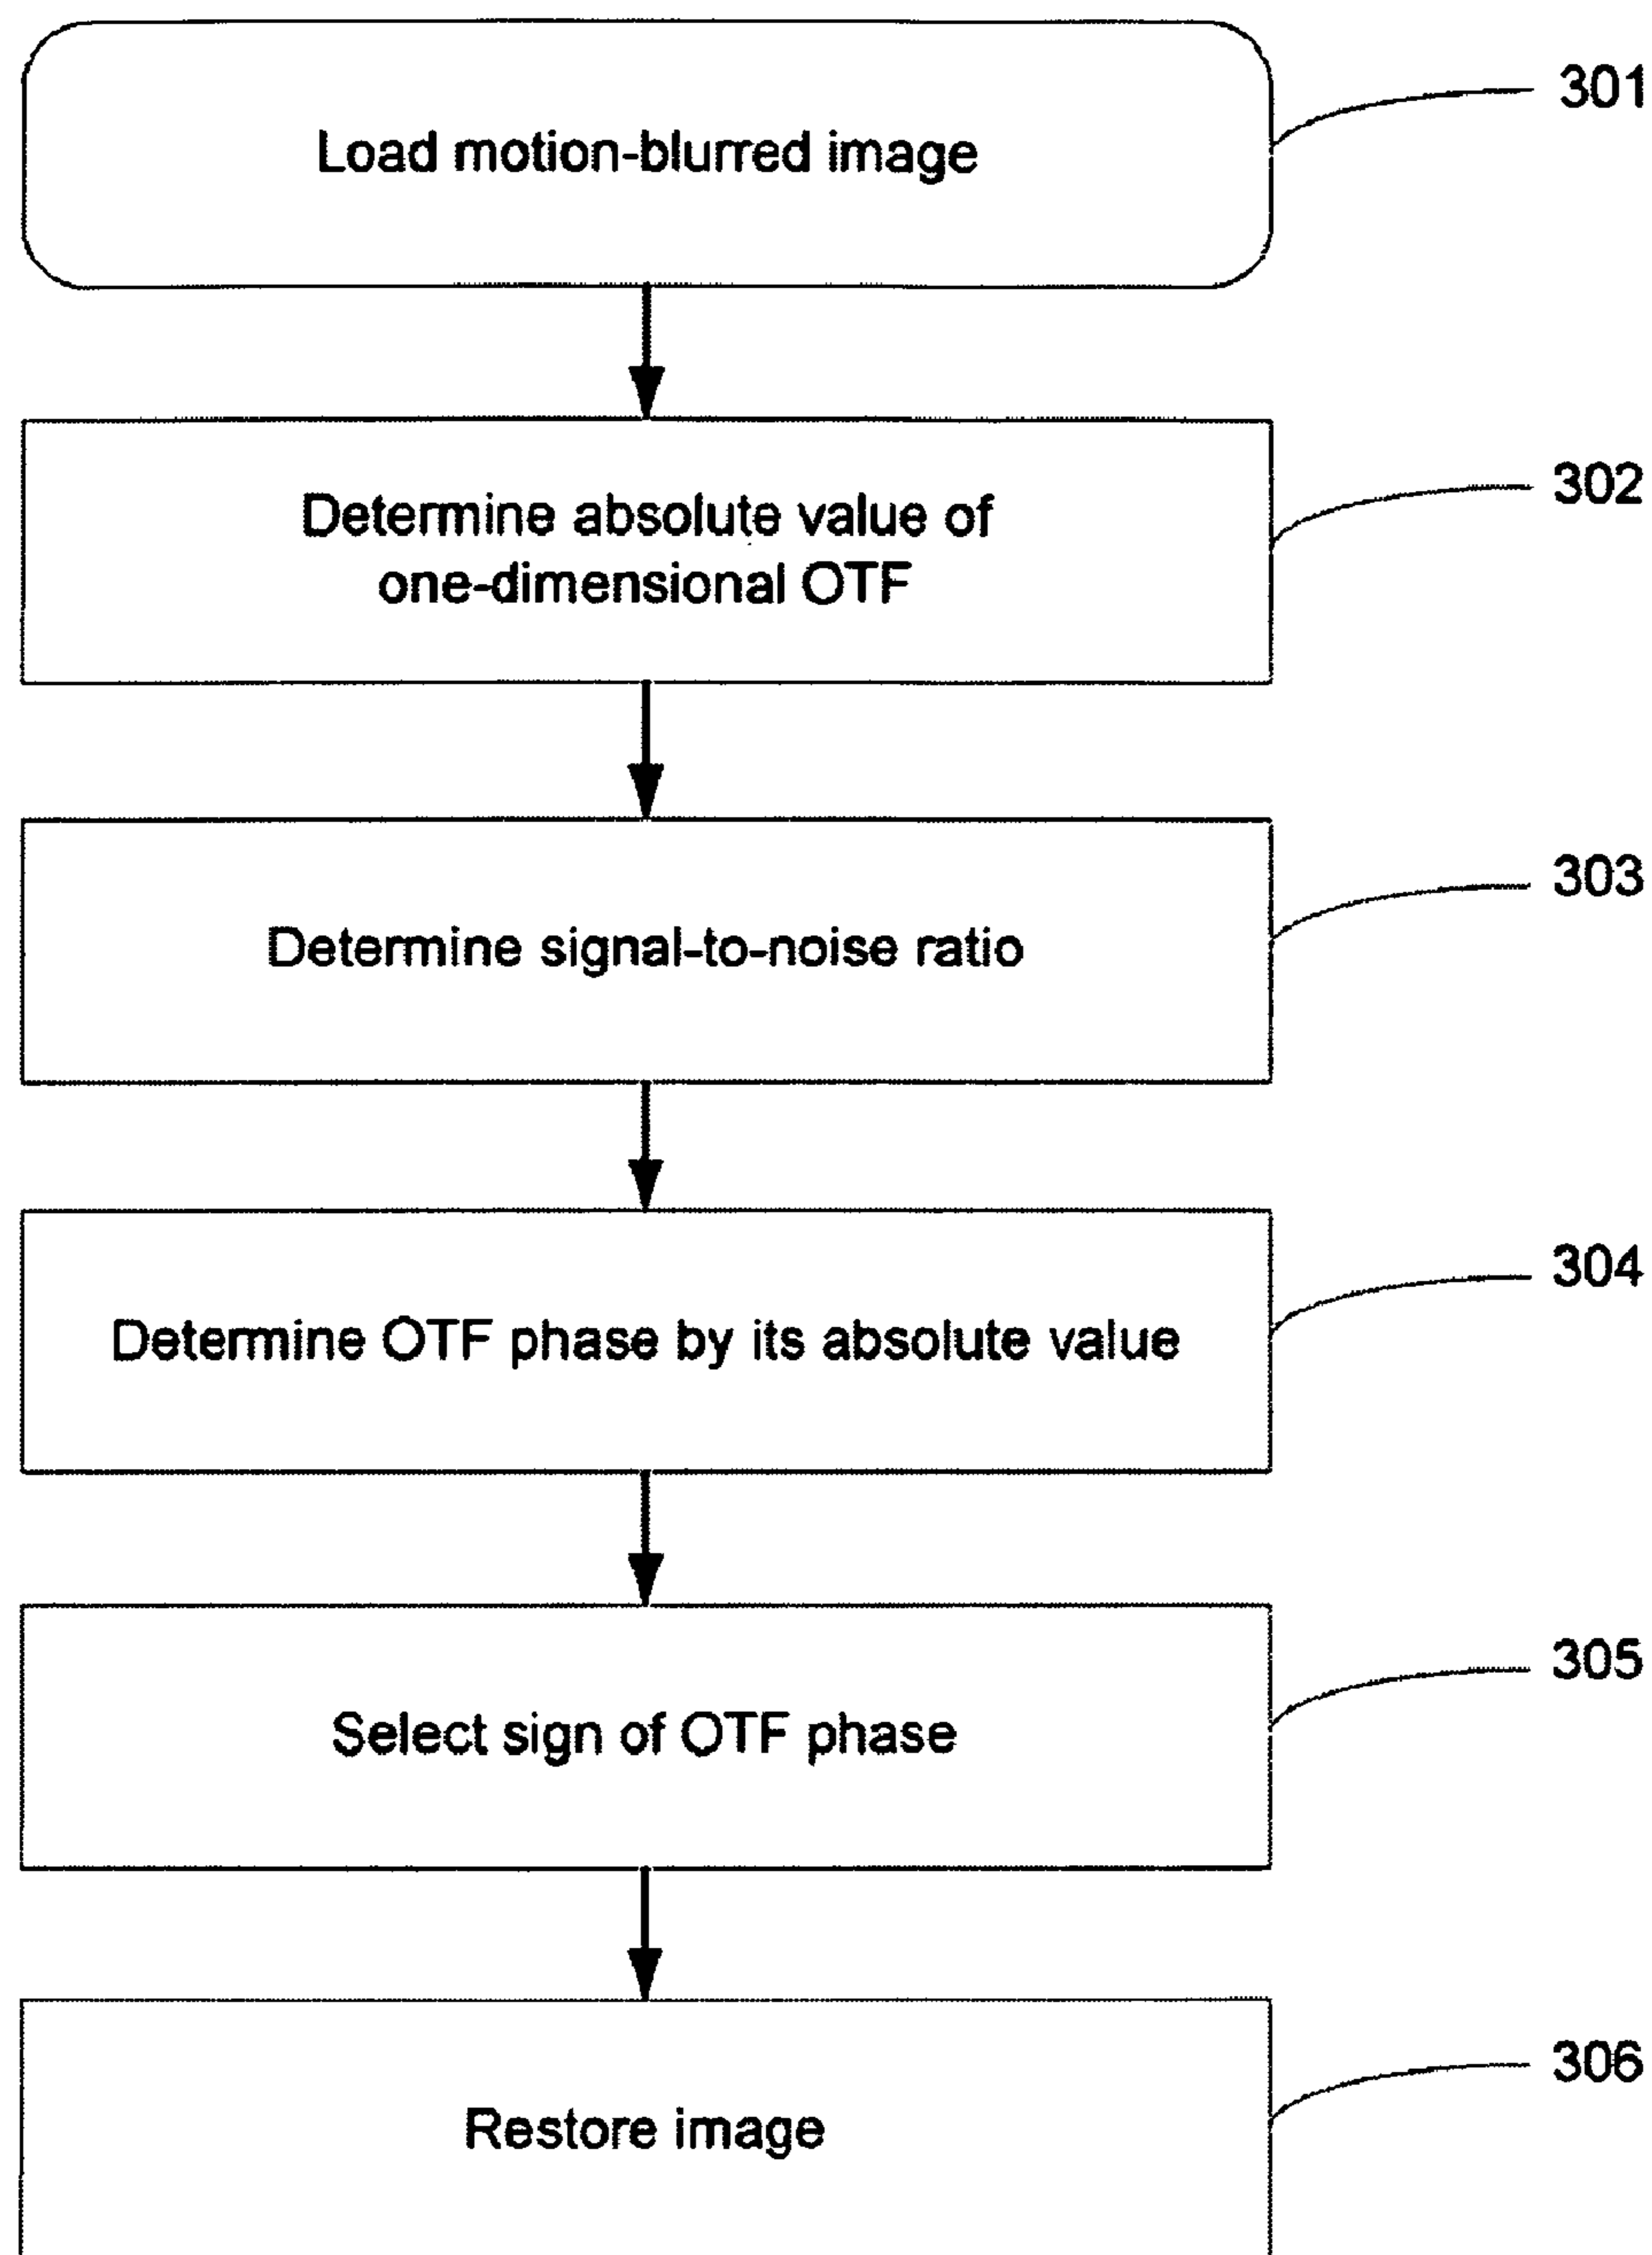 Load motion-blurred image
301
Determine absolute value of
one-dimensional OTF
302
Determine signal-to-noise ratio
303
Determine OTF phase by its absolute value
304
Select sign of OTF phase
305
Restore image
306